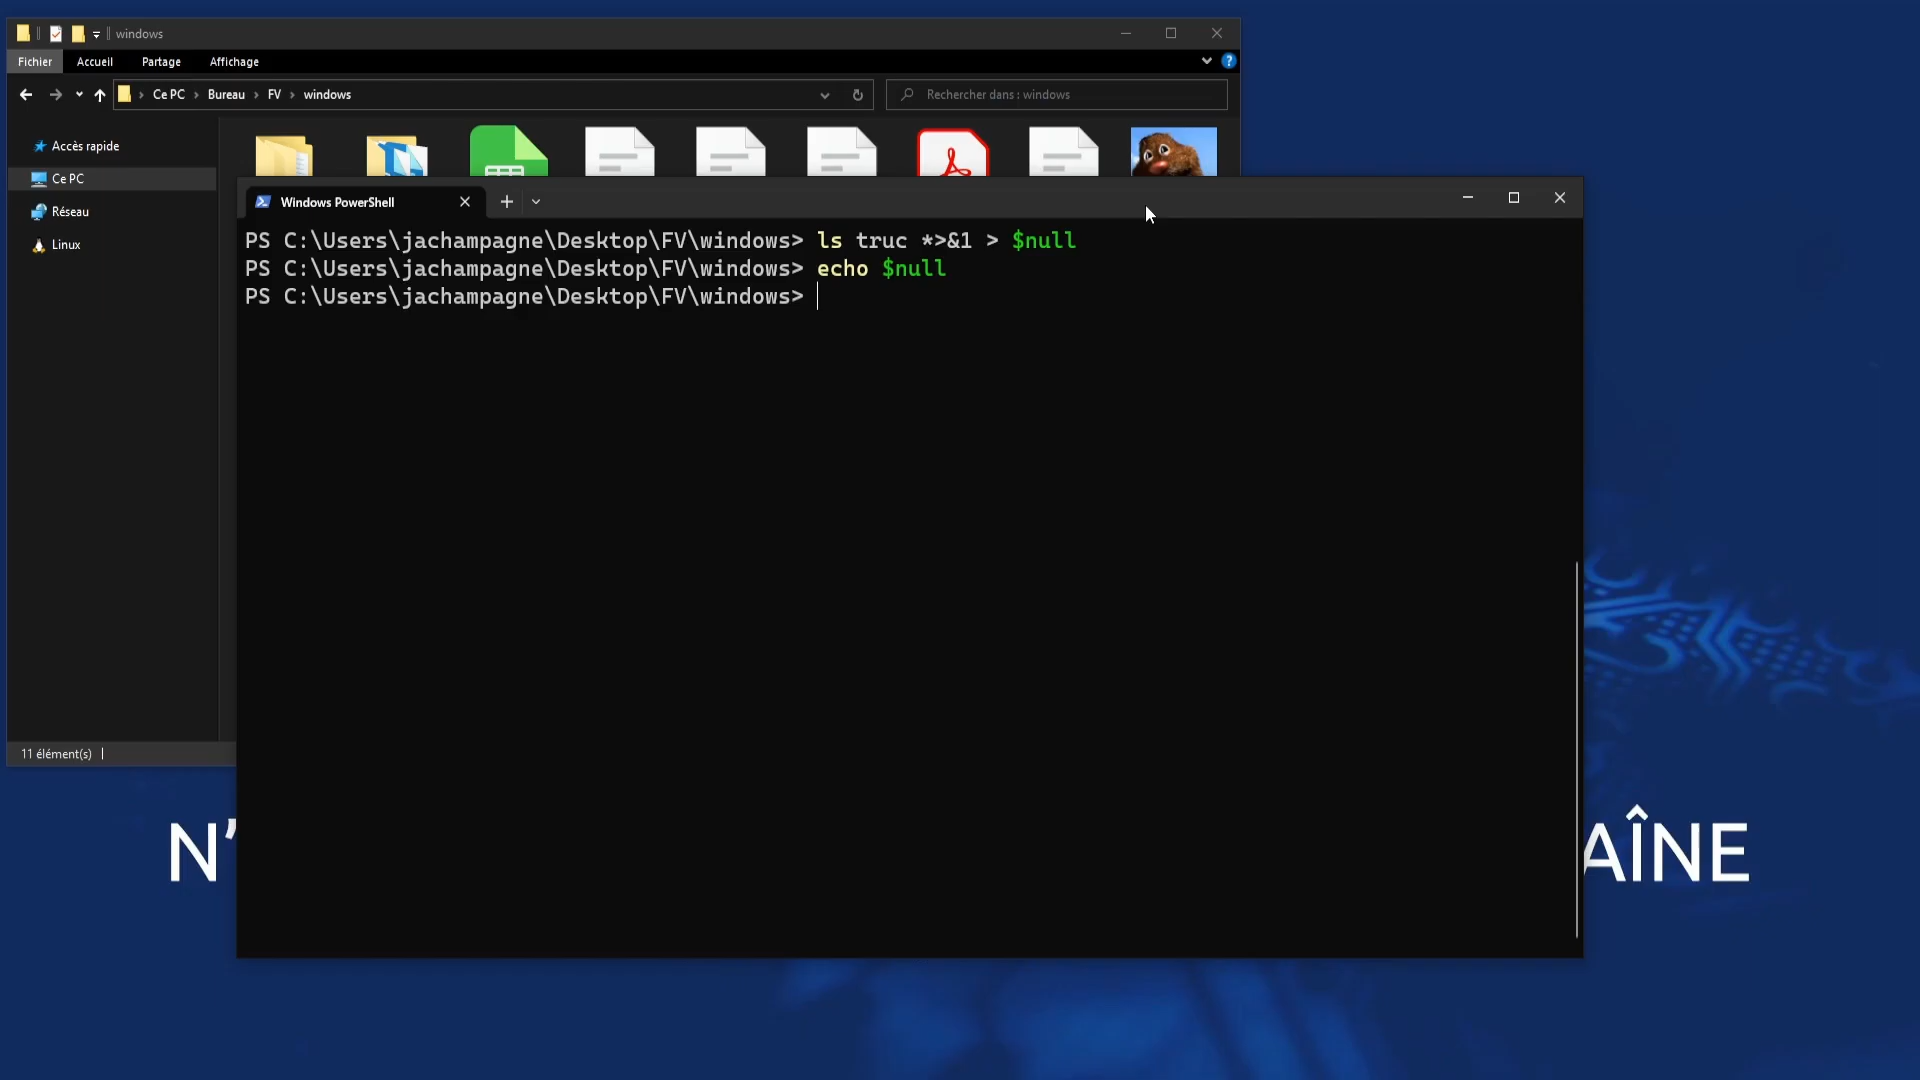 windows
Fichier Accueil Partage Affichage
Ce PC › Bureau › FV › windows
Rechercher dans : windows
Accès rapide
Ce PC
Réseau
Linux
Windows PowerShell
PS C:\Users\jachampagne\Desktop\FV\windows> ls truc *>&1 > $null
PS C:\Users\jachampagne\Desktop\FV\windows> echo $null
PS C:\Users\jachampagne\Desktop\FV\windows>
11 élément(s)
N’ AÎNE